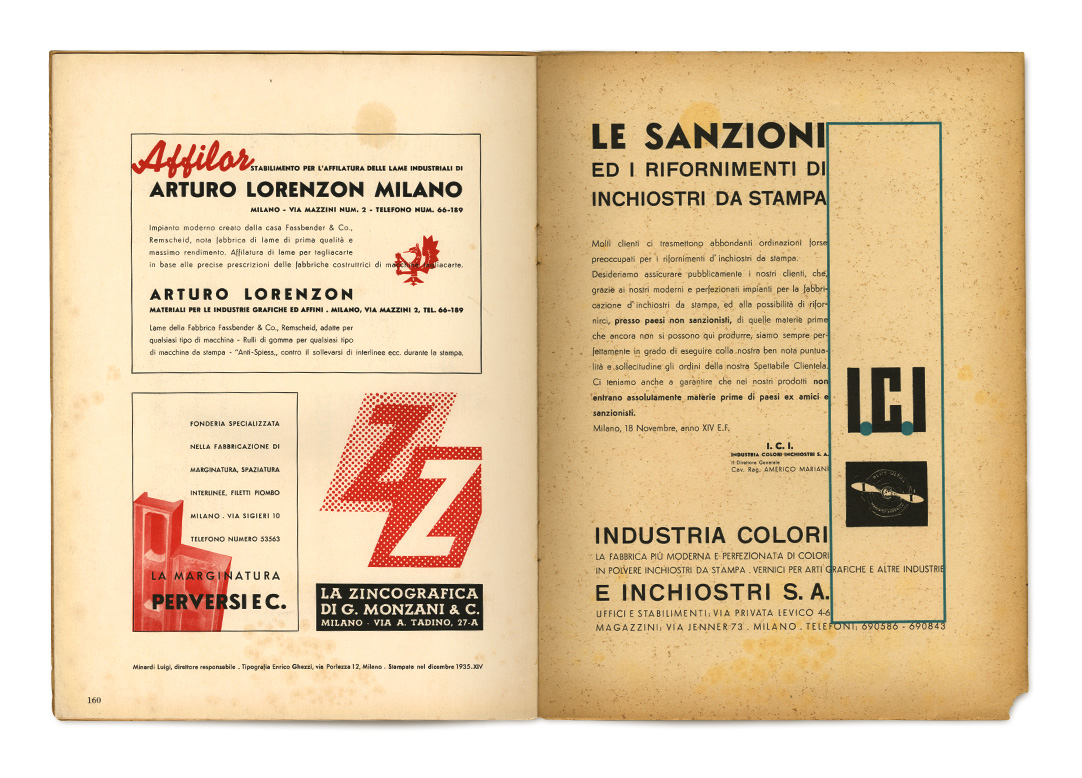 Affilor STABILIMENTO PER L'AFFILATURA DELLE LAME INDUSTRIALI DI
ARTURO LORENZON MILANO
MILANO - VIA MAZZINI NUM. 2 - TELEFONO NUM. 66-189
Impianto moderno creato dalla casa Fassbender & Co.,
Remscheid, nota fabbrica di lame di prima qualità e
massimo rendimento. Affilatura di lame per tagliacarte
in base alle precise prescrizioni delle fabbriche costruttrici di macchine tagliacarte.
ARTURO LORENZON
MATERIALI PER LE INDUSTRIE GRAFICHE ED AFFINI . MILANO, VIA MAZZINI 2, TEL. 66-189
Lame della Fabbrica Fassbender & Co., Remscheid, adatte per
qualsiasi tipo di macchina - Rulli di gomma per qualsiasi tipo
di macchina da stampa - "Anti-Spiess,, contro il sollevarsi di interlinee ecc. durante la stampa.
FONDERIA SPECIALIZZATA
NELLA FABBRICAZIONE DI
MARGINATURA, SPAZIATURA
INTERLINEE, FILETTI PIOMBO
MILANO . VIA SIGIERI 10
TELEFONO NUMERO 53563
LA MARGINATURA
PERVERSI E C.
Z
Z
LA ZINCOGRAFICA
DI G. MONZANI & C.
MILANO - VIA A. TADINO, 27-A
Minardi Luigi, direttore responsabile . Tipografia Enrico Ghezzi, via Porlezza 12, Milano . Stampato nel dicembre 1935.XIV
160
LE SANZIONI
ED I RIFORNIMENTI DI
INCHIOSTRI DA STAMPA
Molti clienti ci trasmettono abbondanti ordinazioni forse
preoccupati per i rifornimenti d'inchiostri da stampa.
Desideriamo assicurare pubblicamente i nostri clienti, che,
grazie ai nostri moderni e perfezionati impianti per la fabbri-
cazione d'inchiostri da stampa, ed alla possibilità di rifor-
nirci, presso paesi non sanzionisti, di quelle materie prime
che ancora non si possono qui produrre, siamo sempre per-
fettamente in grado di eseguire colla nostra ben nota puntua-
lità e sollecitudine gli ordini della nostra Spettabile Clientela.
Ci teniamo anche a garantire che nei nostri prodotti non
entrano assolutamente materie prime di paesi ex amici e
sanzionisti.
Milano, 18 Novembre, anno XIV E.F.
I. C. I.
INDUSTRIA COLORI INCHIOSTRI S. A.
Il Direttore Generale
Cav. Rag. AMERICO MARIANI
I.C.I
INDUSTRIA COLORI
LA FABBRICA PIÙ MODERNA E PERFEZIONATA DI COLORI
IN POLVERE INCHIOSTRI DA STAMPA . VERNICI PER ARTI GRAFICHE E ALTRE INDUSTRIE
E INCHIOSTRI S. A.
UFFICI E STABILIMENTI: VIA PRIVATA LEVICO 4-6
MAGAZZINI: VIA JENNER 73 . MILANO . TELEFONI: 690586 - 690843